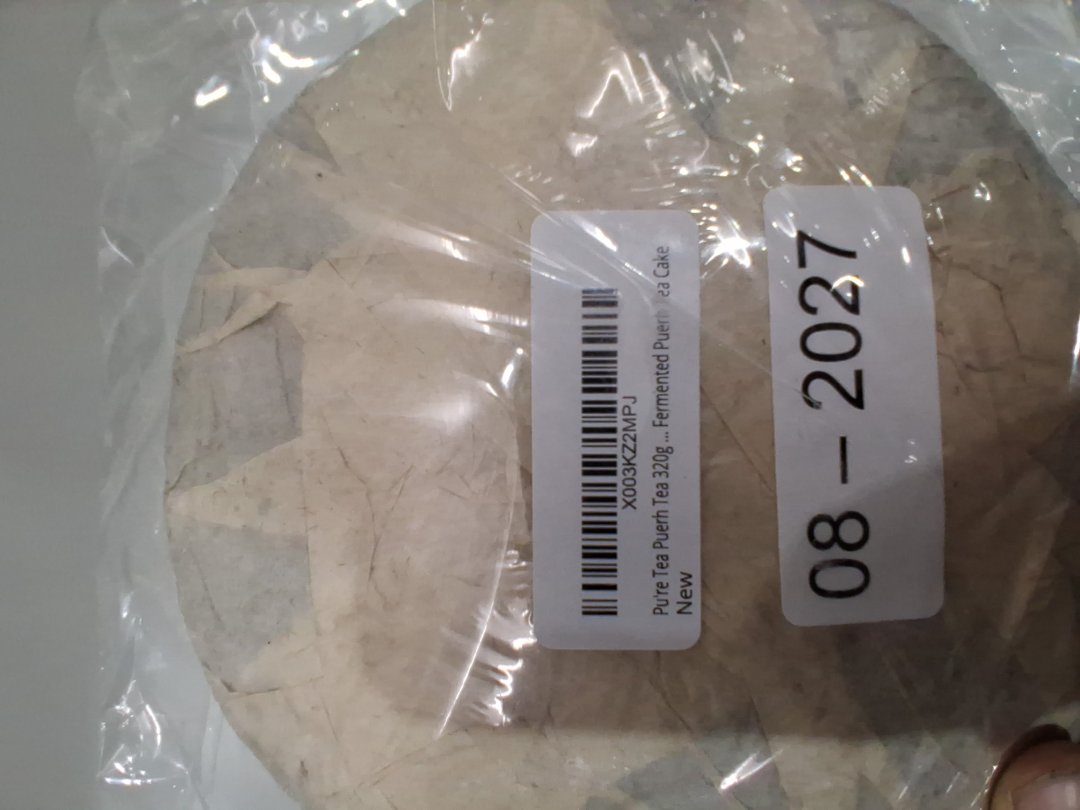 X003KZ2MPJ
Pu're Tea Puerh Tea 320g ... Fermented Puerh Tea Cake
New
08 – 2027